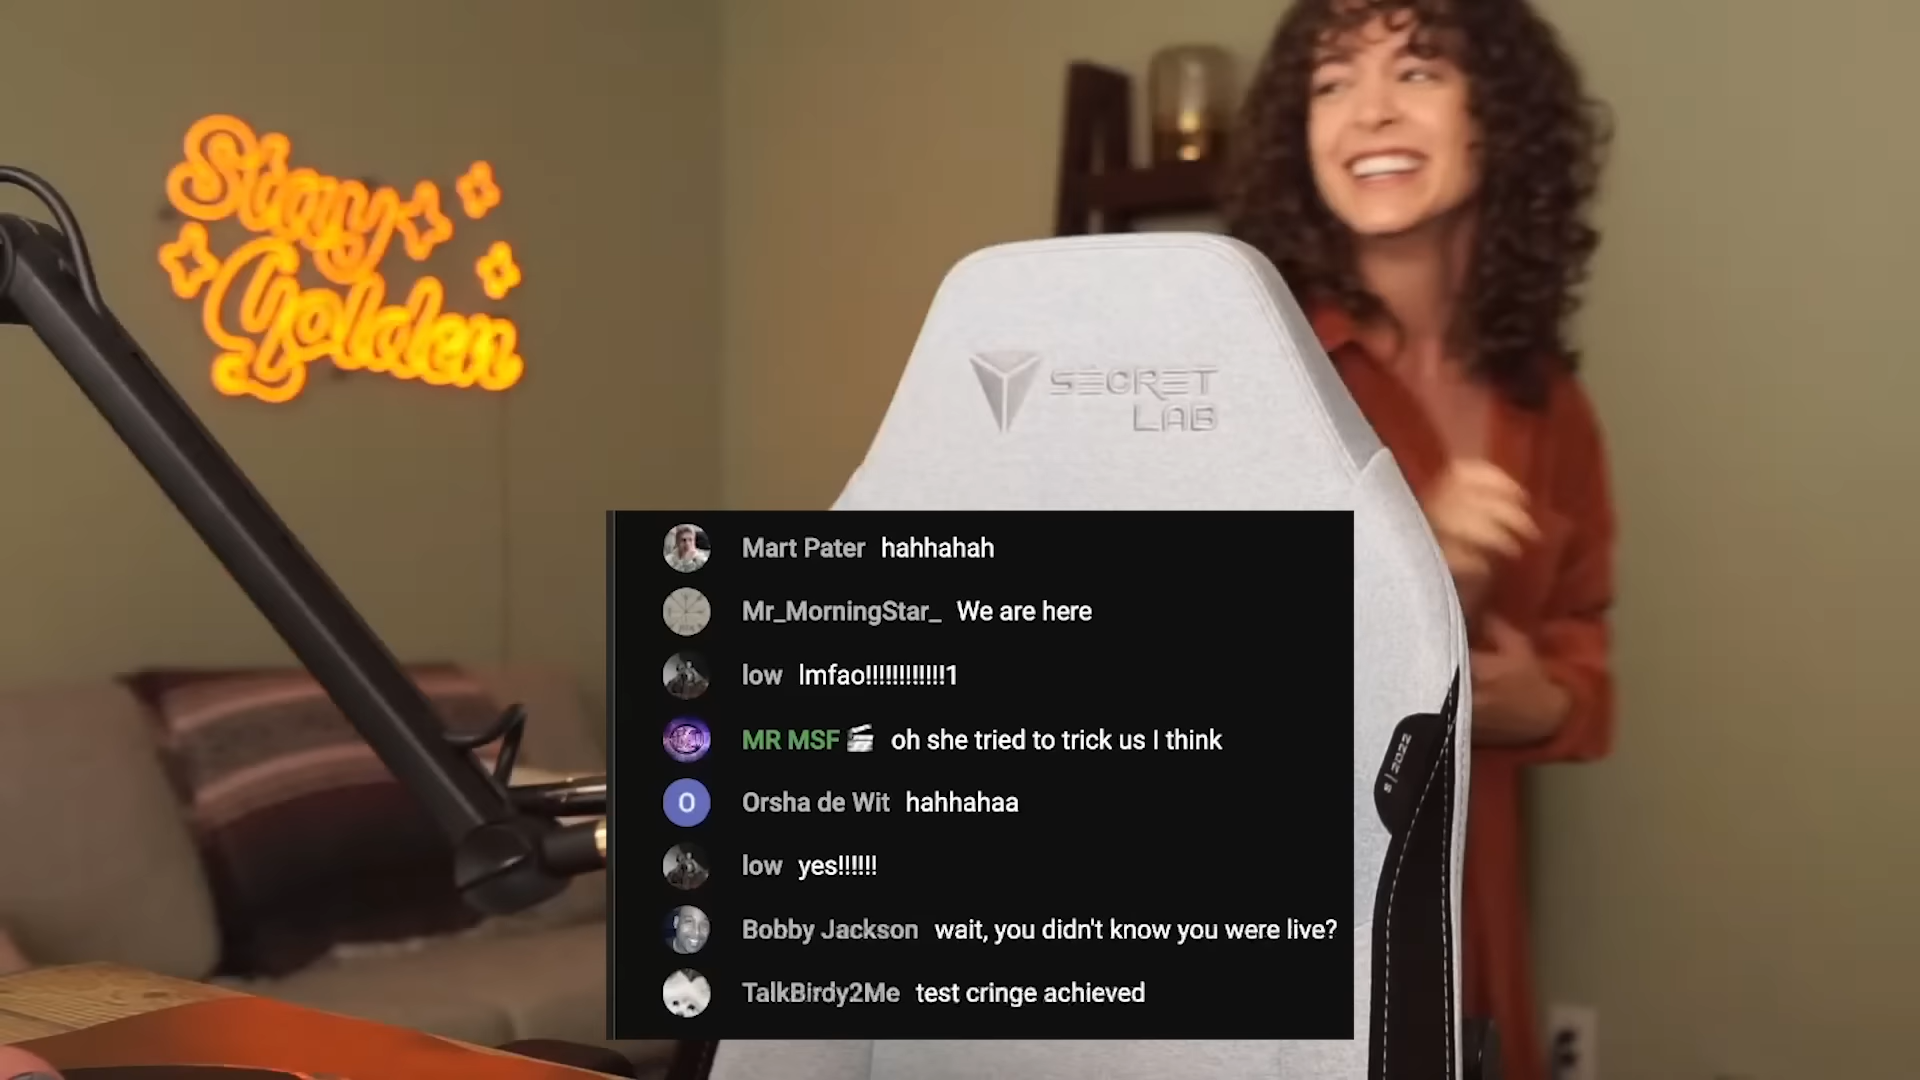 Stay
Golden
SECRET
LAB
S | 2022
Mart Pater hahhahah
Mr_MorningStar_ We are here
low lmfao!!!!!!!!!!!!1
MR MSF oh she tried to trick us I think
O Orsha de Wit hahhahaa
low yes!!!!!!
Bobby Jackson wait, you didn't know you were live?
TalkBirdy2Me test cringe achieved